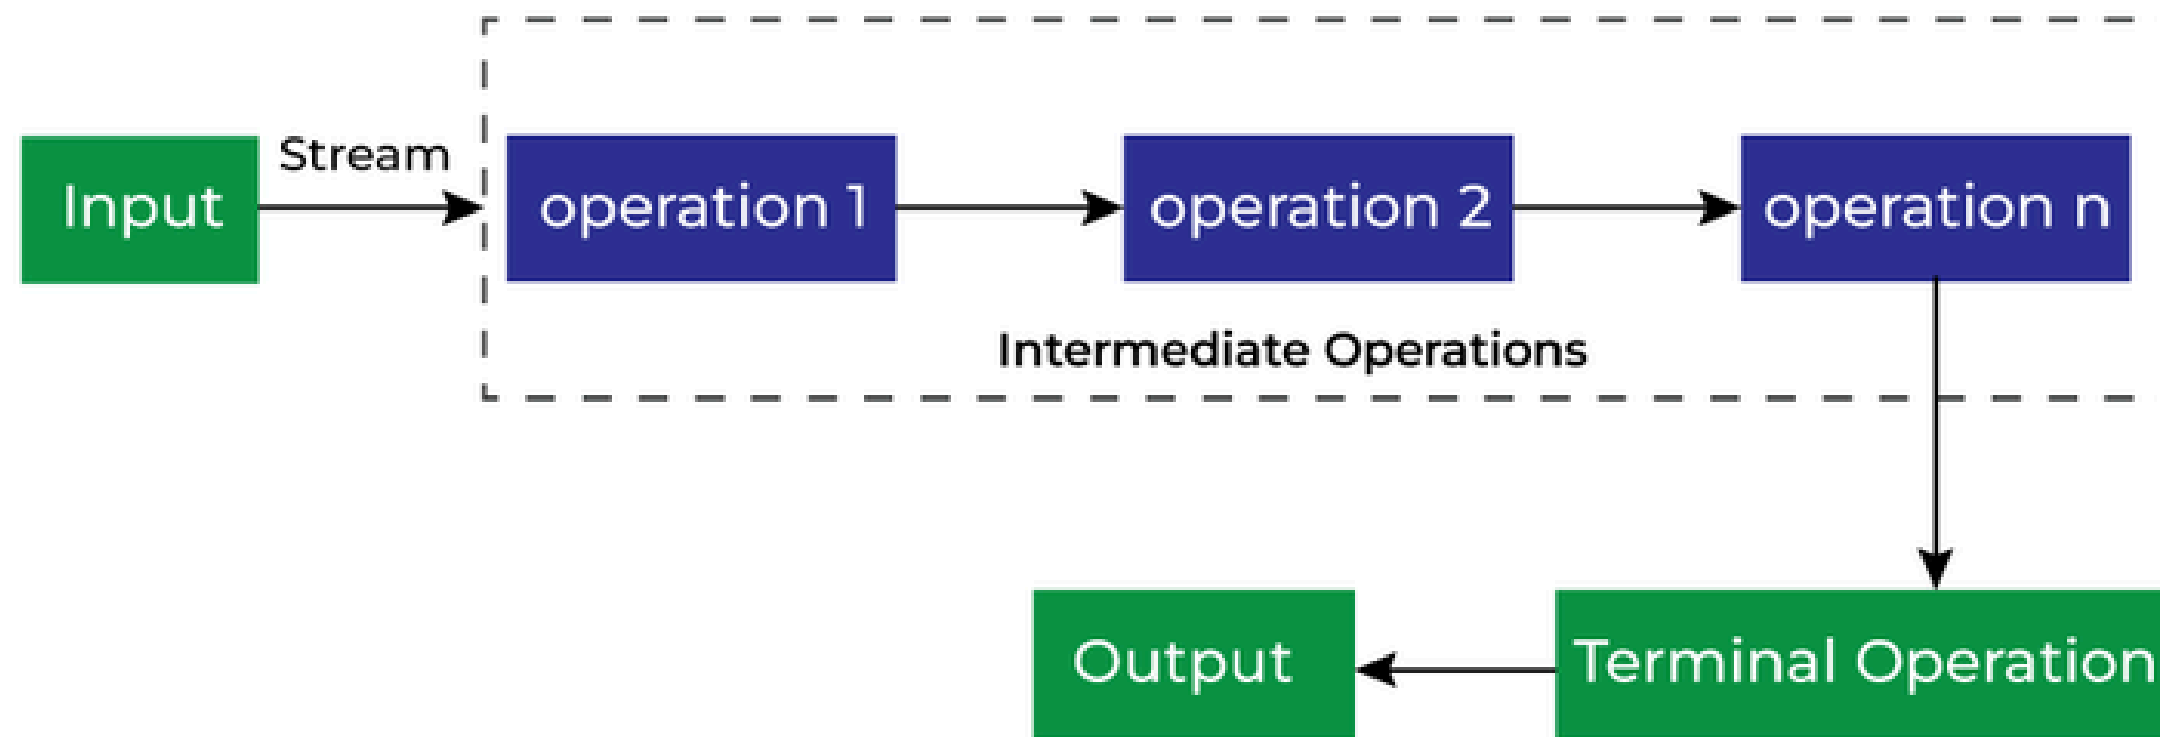 Input
Stream
operation 1
operation 2
operation n
Intermediate Operations
Terminal Operation
Output